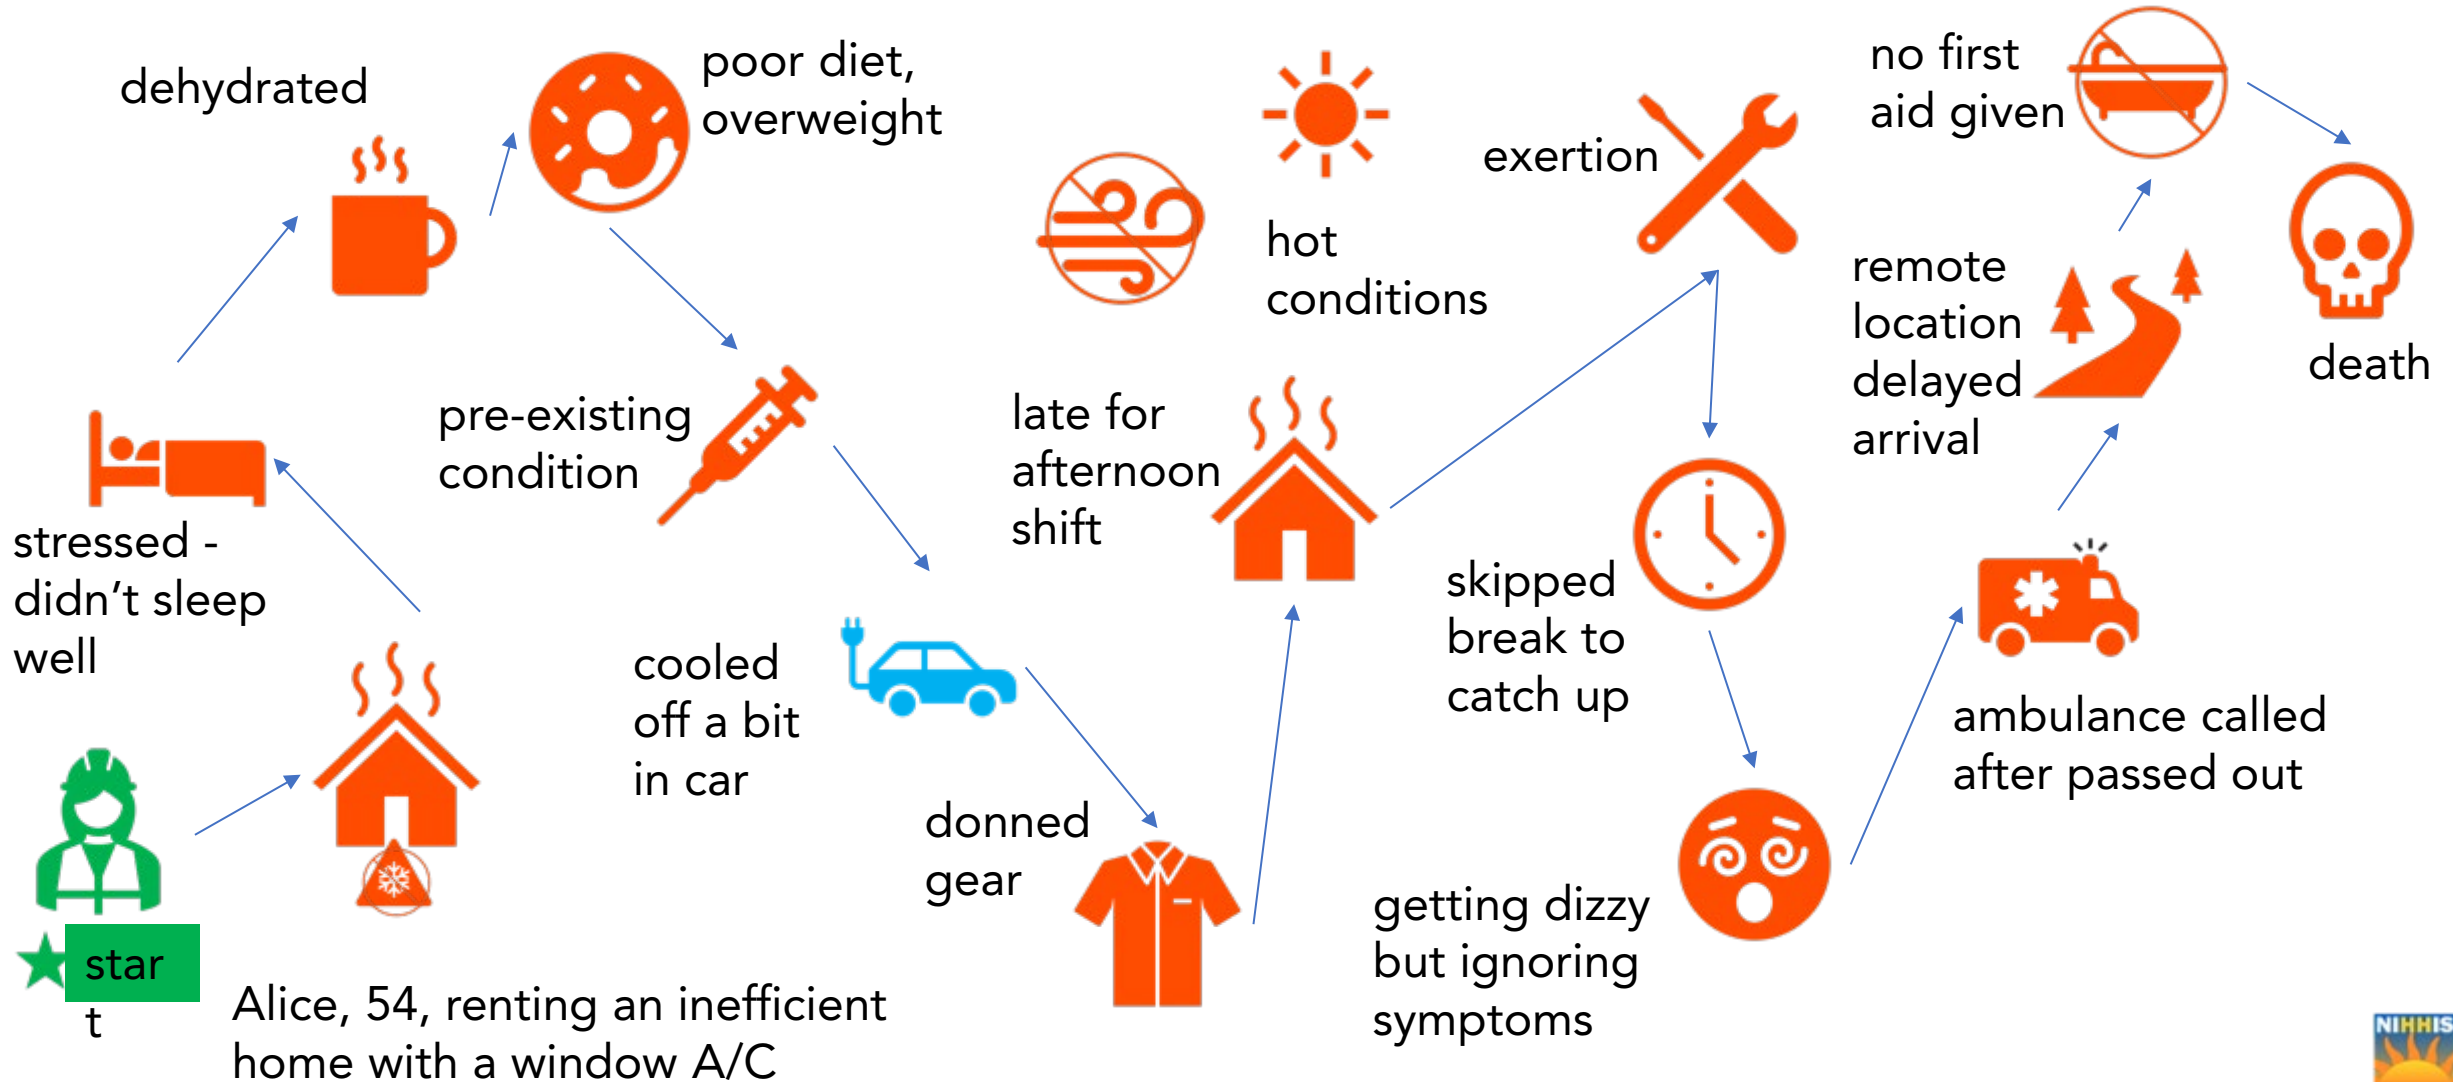 star
t
Alice, 54, renting an inefficient
home with a window A/C
stressed -
didn't sleep
well
dehydrated
poor diet,
overweight
pre-existing
condition
cooled
off a bit
in car
donned
gear
late for
afternoon
shift
hot
conditions
exertion
skipped
break to
catch up
getting dizzy
but ignoring
symptoms
ambulance called
after passed out
remote
location
delayed
arrival
no first
aid given
death
NIHHIS